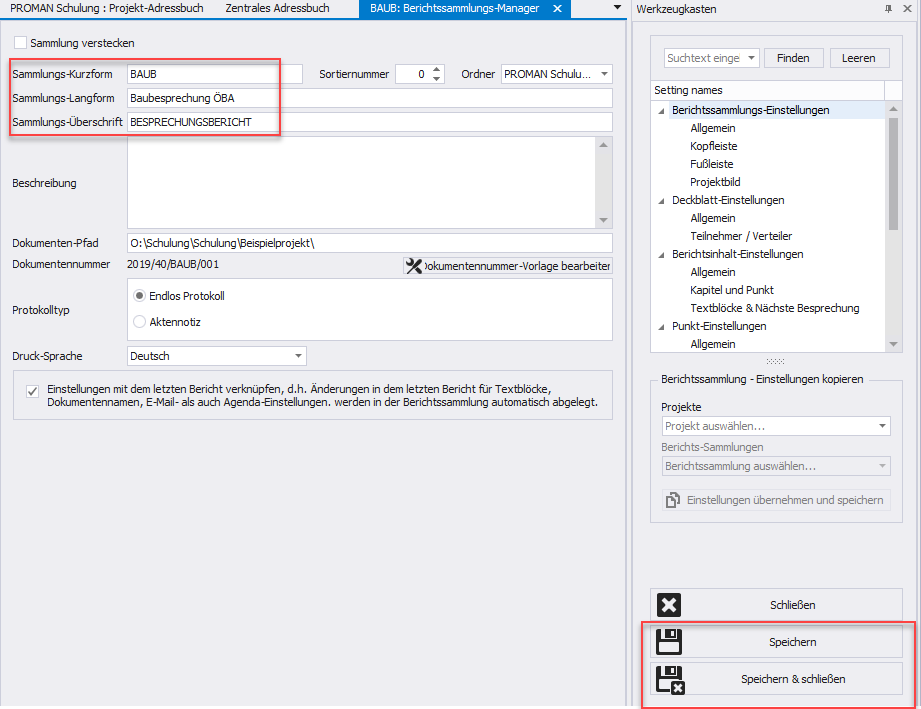 PROMAN Schulung : Projekt-Adressbuch Zentrales Adressbuch BAUB: Berichtssammlungs-Manager
Sammlung verstecken
Sammlungs-Kurzform BAUB Sortiernummer 0 Ordner PROMAN Schulu...
Sammlungs-Langform Baubesprechung ÖBA
Sammlungs-Überschrift BESPRECHUNGSBERICHT
Beschreibung
Dokumenten-Pfad O:\Schulung\Schulung\Beispielprojekt\
Dokumentennummer 2019/40/BAUB/001 Dokumentennummer-Vorlage bearbeiten
Protokolltyp
Endlos Protokoll
Aktennotiz
Druck-Sprache Deutsch
Einstellungen mit dem letzten Bericht verknüpfen, d.h. Änderungen in dem letzten Bericht für Textblöcke,
Dokumentennamen, E-Mail- als auch Agenda-Einstellungen. werden in der Berichtssammlung automatisch abgelegt.
Werkzeugkasten
Suchtext einge Finden Leeren
Setting names
Berichtssammlungs-Einstellungen
Allgemein
Kopfleiste
Fußleiste
Projektbild
Deckblatt-Einstellungen
Allgemein
Teilnehmer / Verteiler
Berichtsinhalt-Einstellungen
Allgemein
Kapitel und Punkt
Textblöcke & Nächste Besprechung
Punkt-Einstellungen
Allgemein
Berichtssammlung - Einstellungen kopieren
Projekte
Projekt auswählen...
Berichts-Sammlungen
Berichtssammlung auswählen...
Einstellungen übernehmen und speichern
Schließen
Speichern
Speichern & schließen